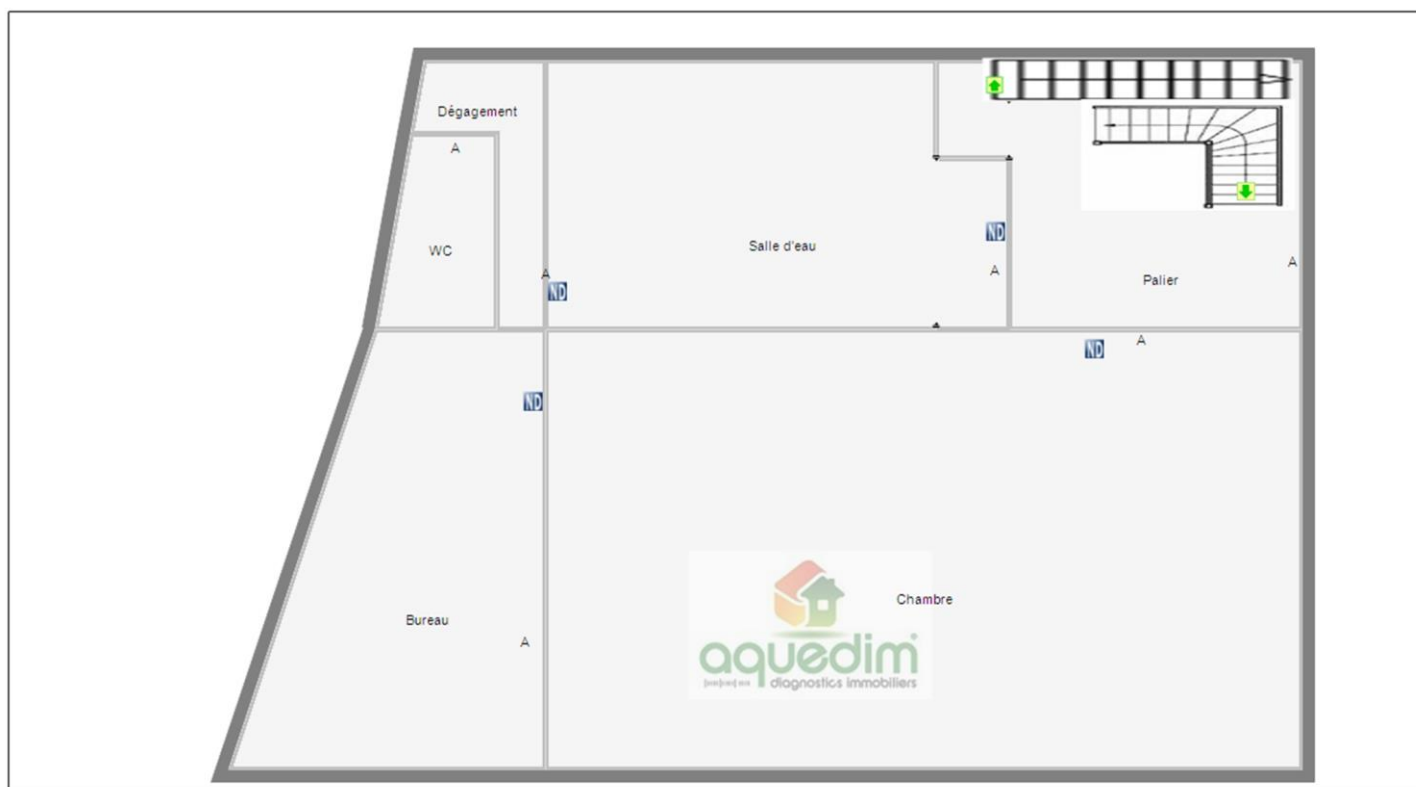 Dégagement
A
WC
Salle d'eau
ND
A
A
Palier
A
ND
ND
A
ND
Chambre
Bureau
A
aquedim
diagnostics immobiliers